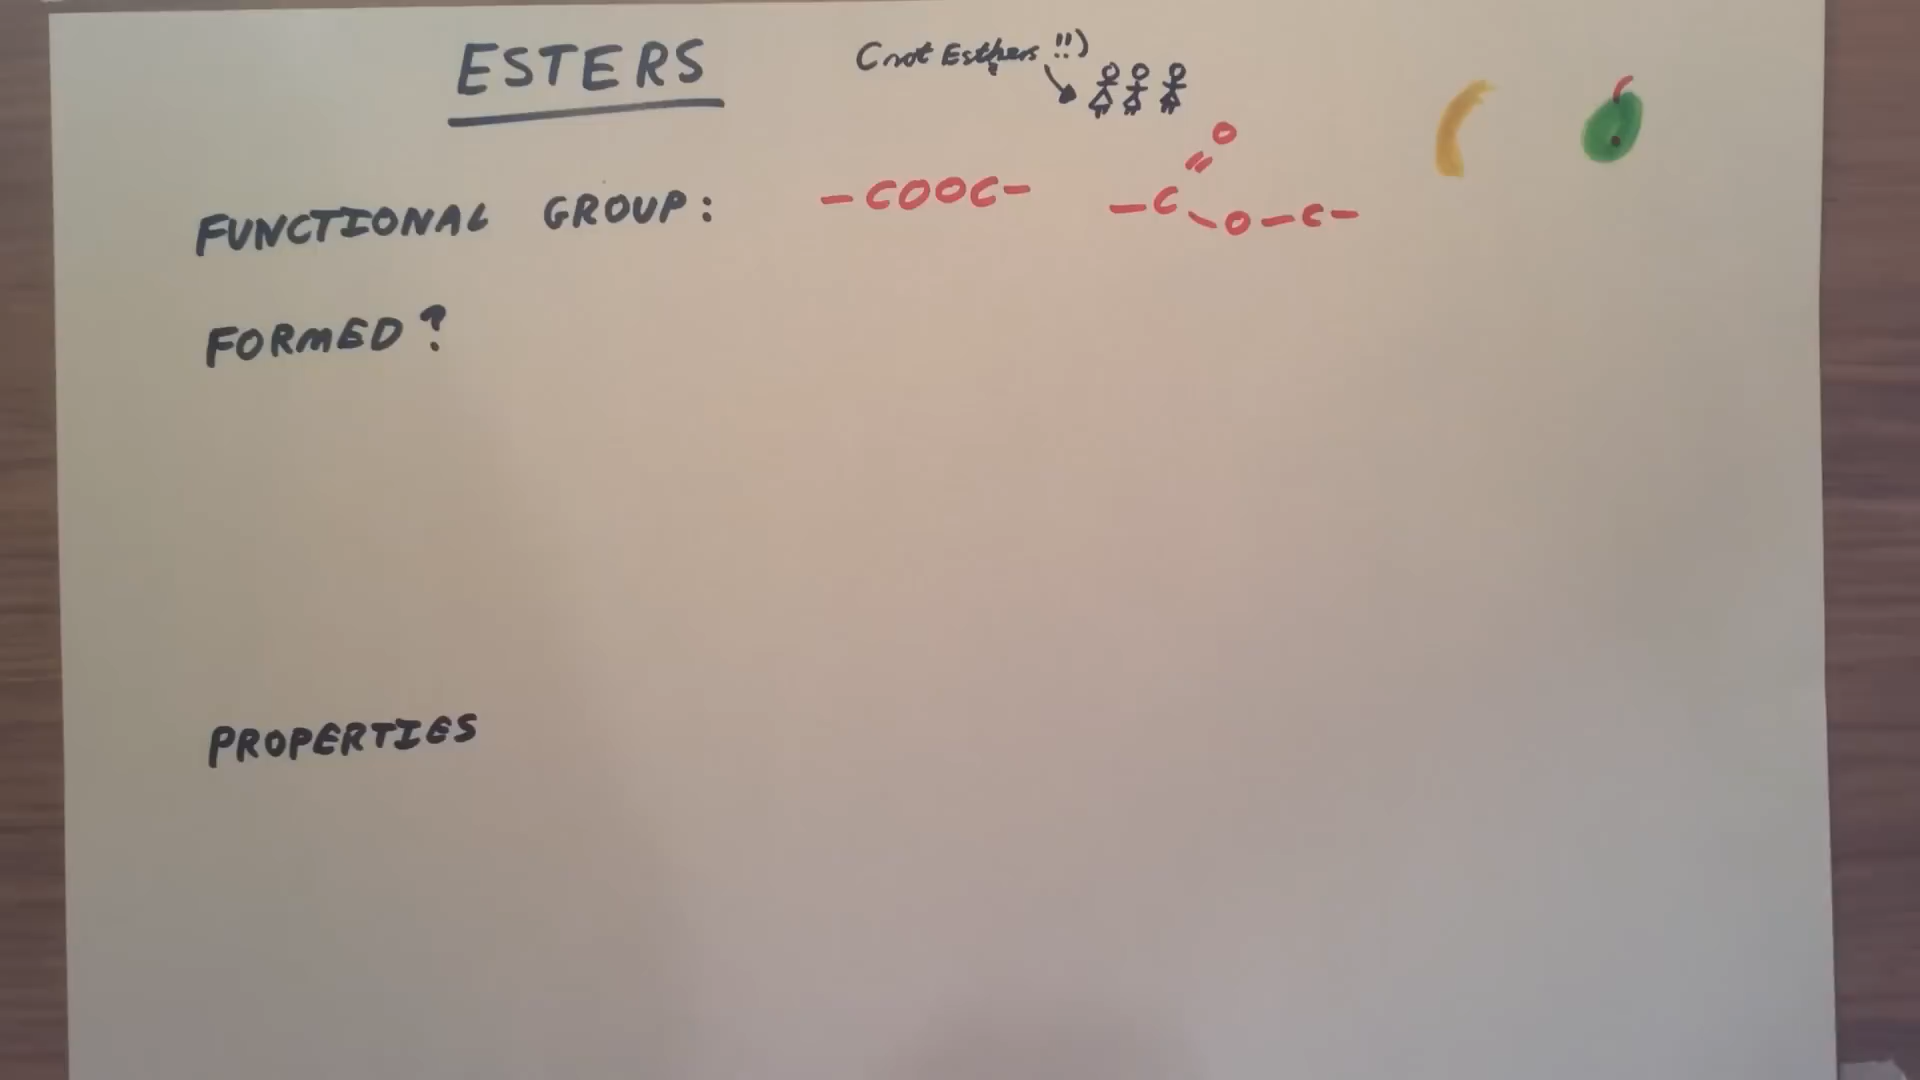 ESTERS (not Esthers !!)
FUNCTIONAL GROUP: -COOC- -C=O-O-C-
FORMED?
PROPERTIES